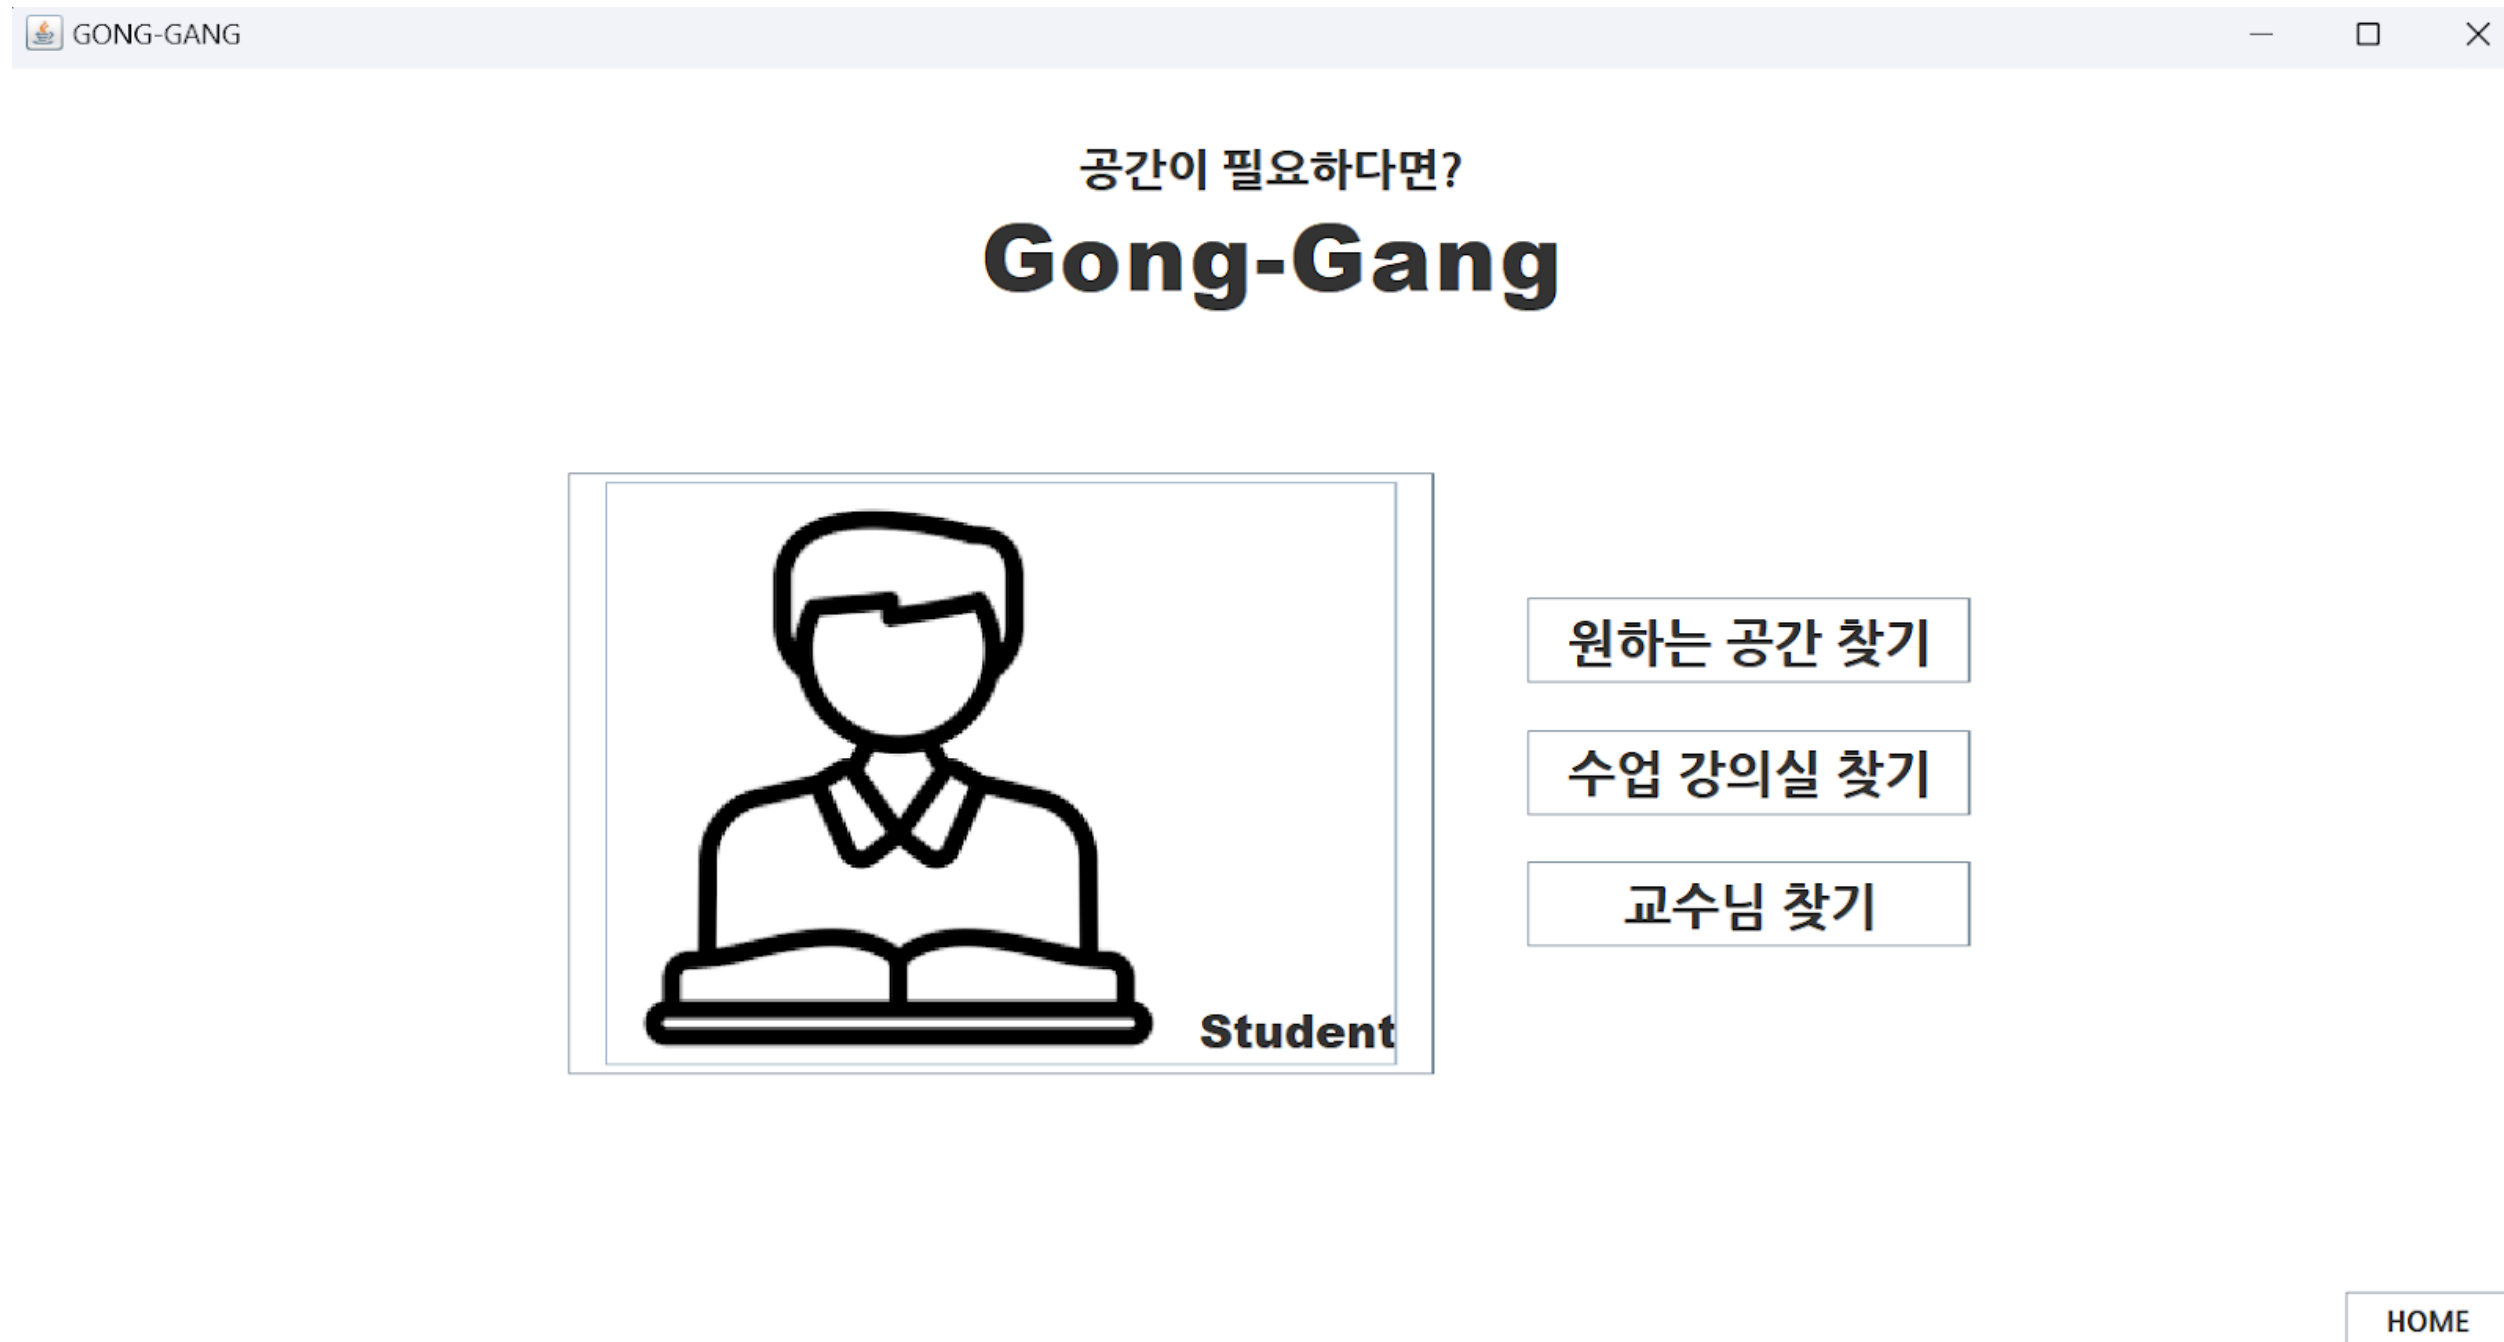 GONG-GANG
공간이 필요하다면?
Gong-Gang
Student
원하는 공간 찾기
수업 강의실 찾기
교수님 찾기
HOME